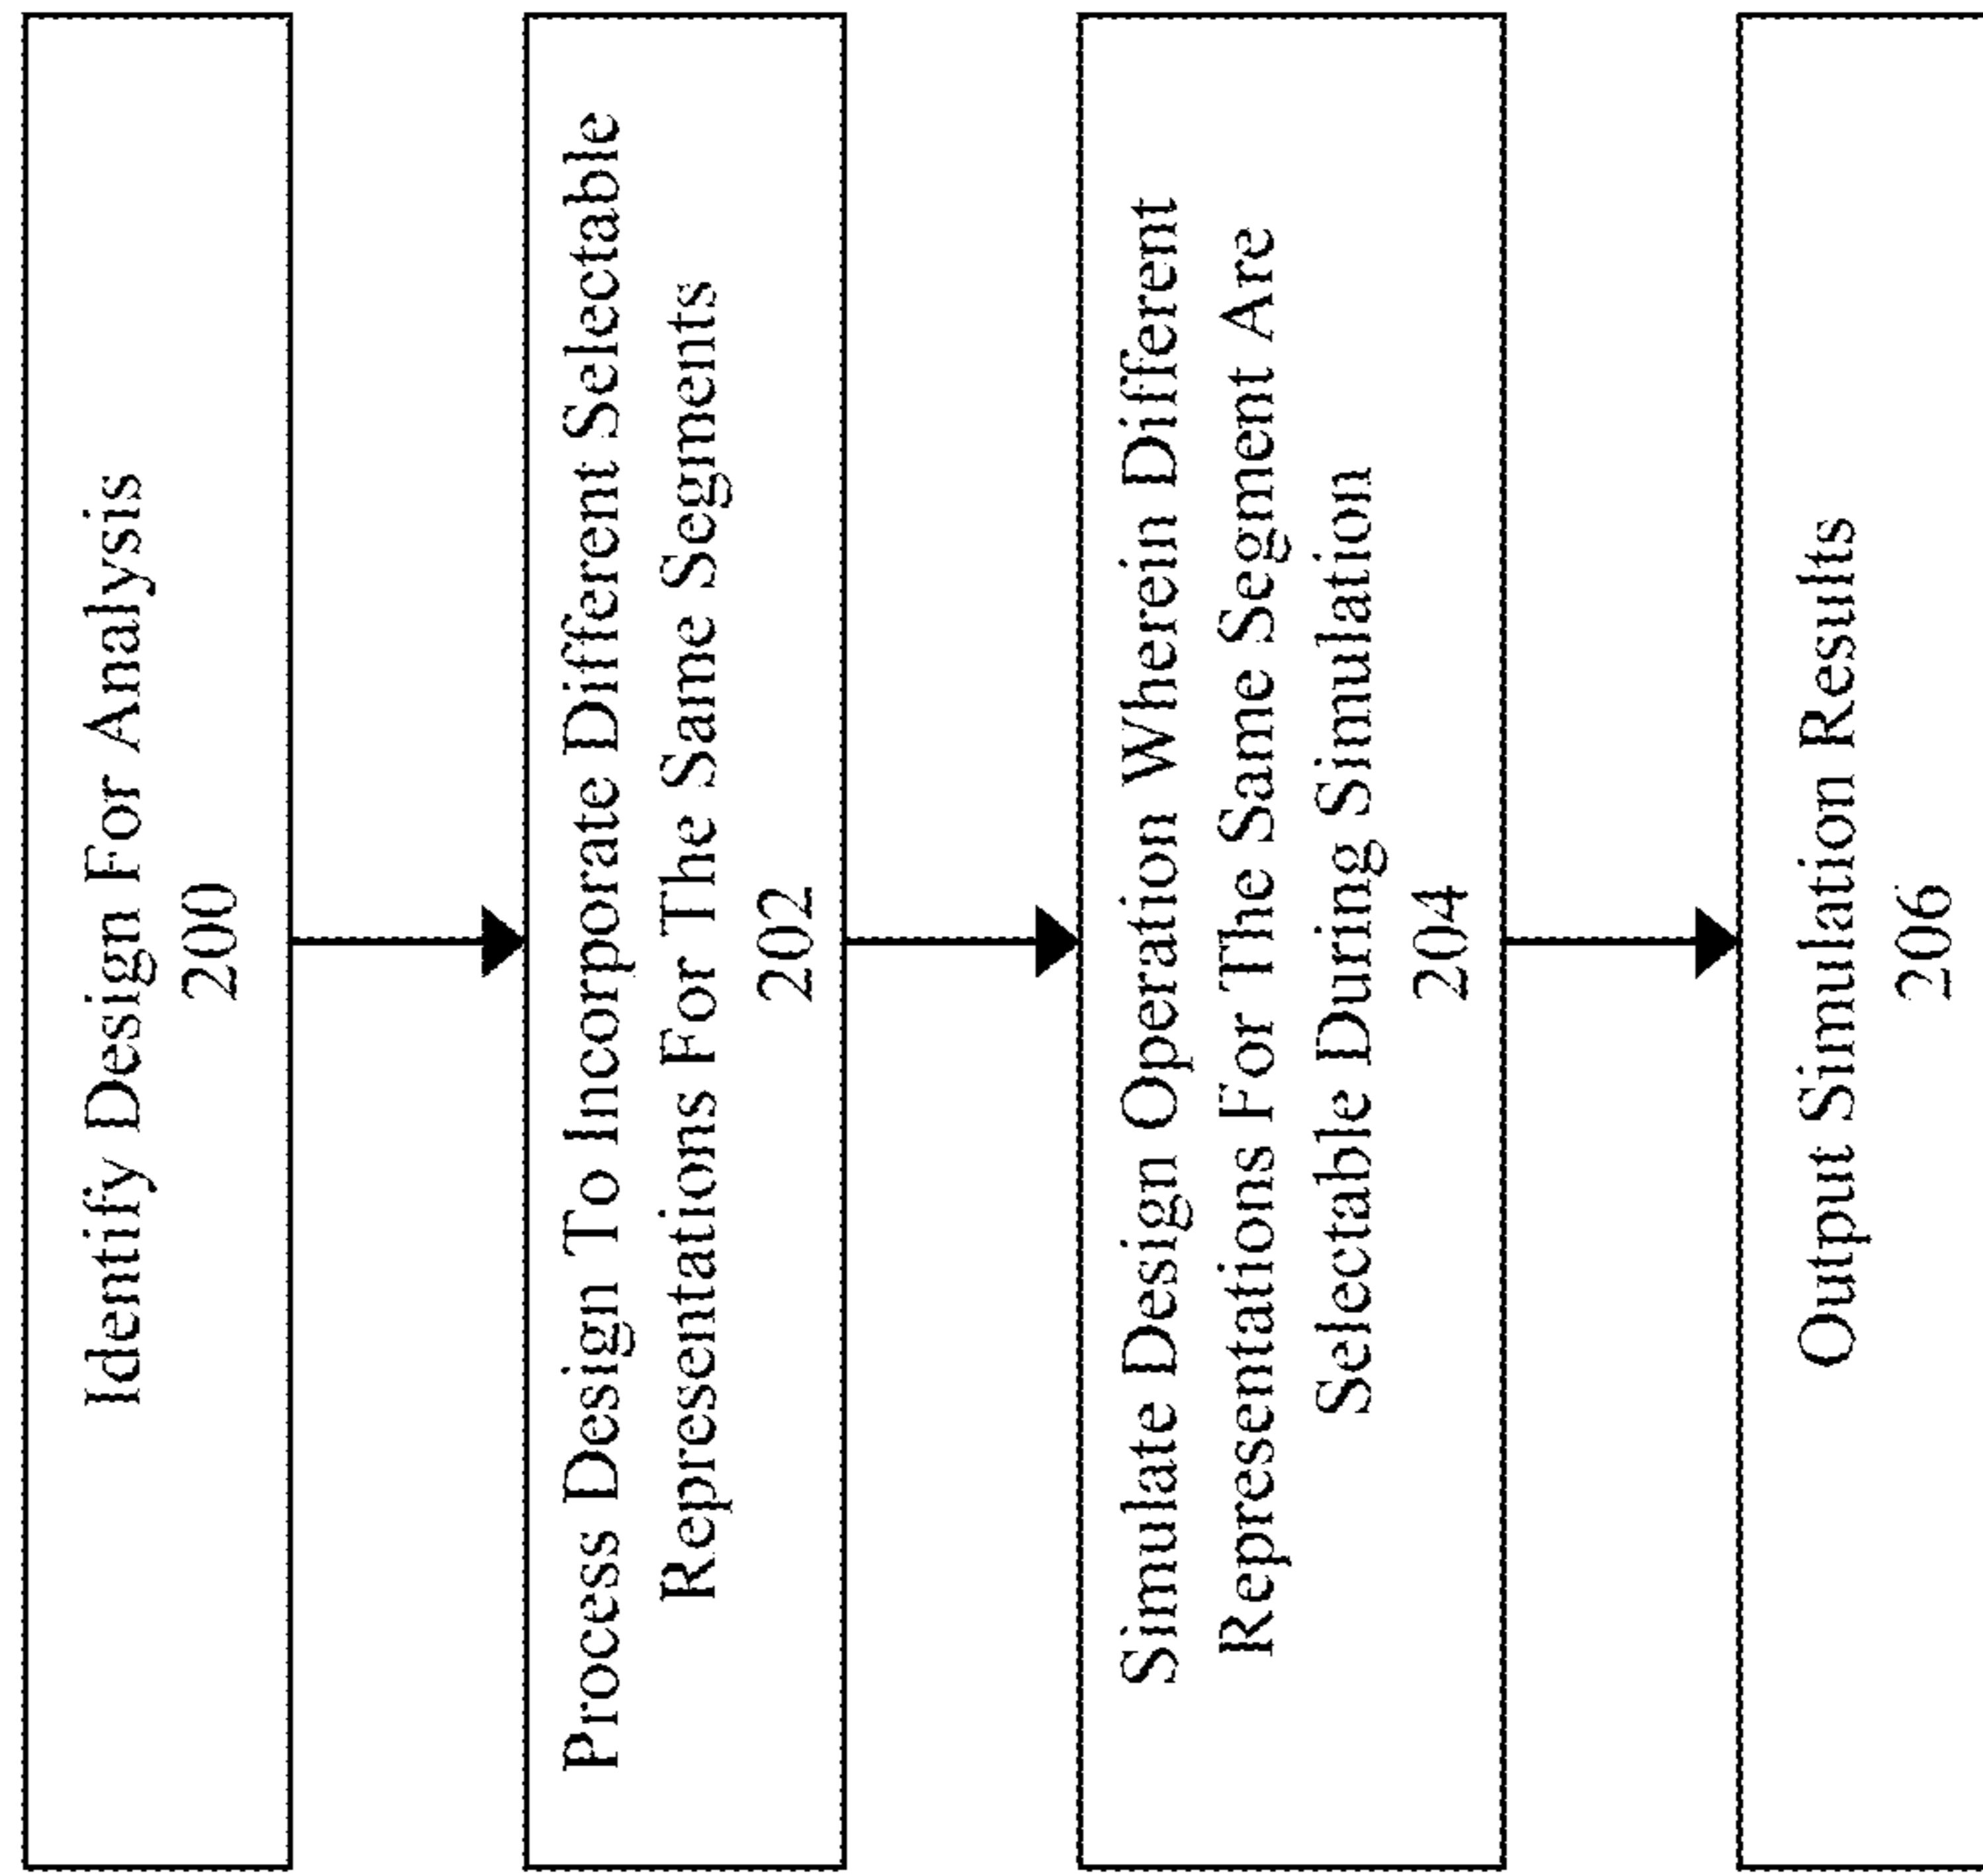 Identify Design For Analysis
200
Process Design To Incorporate Different Selectable
Representations For The Same Segments
202
Simulate Design Operation Wherein Different
Representations For The Same Segment Are
Selectable During Simulation
204
Output Simulation Results
206